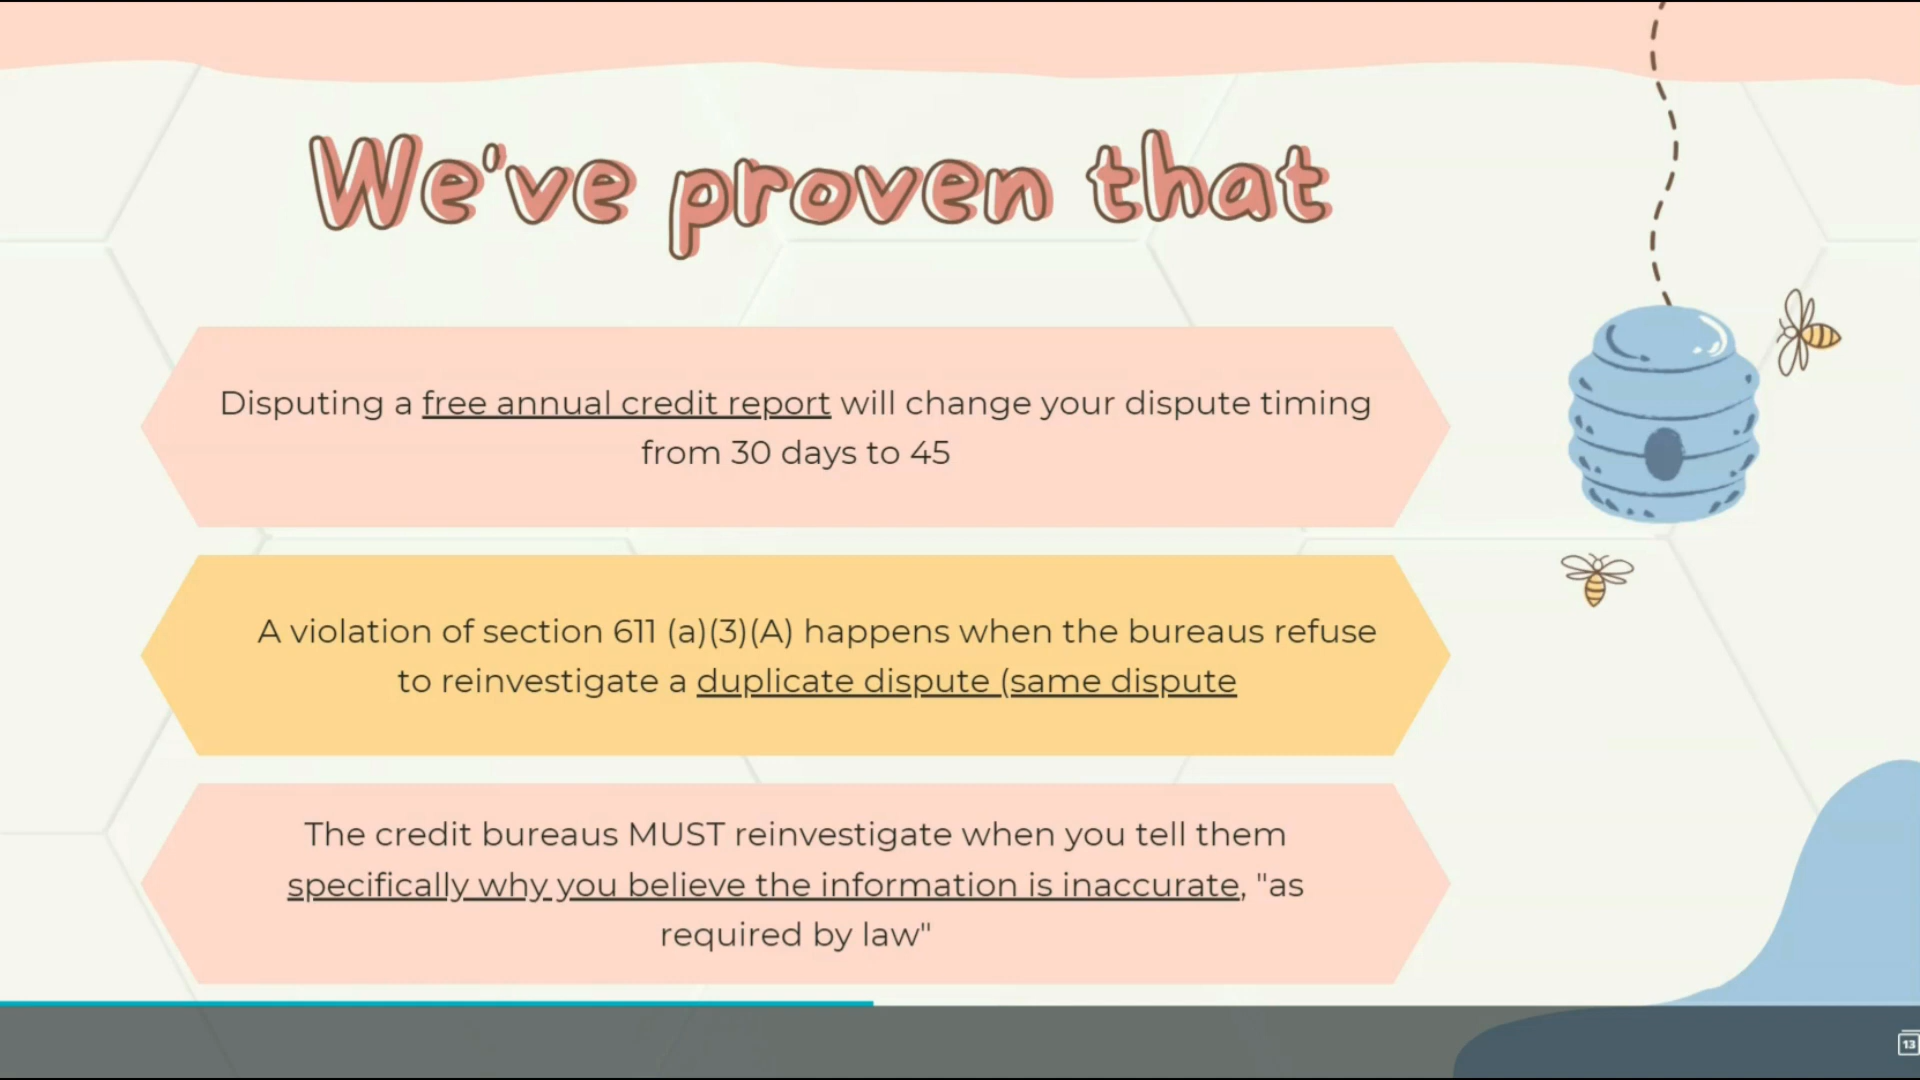 We've proven that
Disputing a free annual credit report will change your dispute timing
from 30 days to 45
A violation of section 611 (a)(3)(A) happens when the bureaus refuse
to reinvestigate a duplicate dispute (same dispute
The credit bureaus MUST reinvestigate when you tell them
specifically why you believe the information is inaccurate, "as
required by law"
13